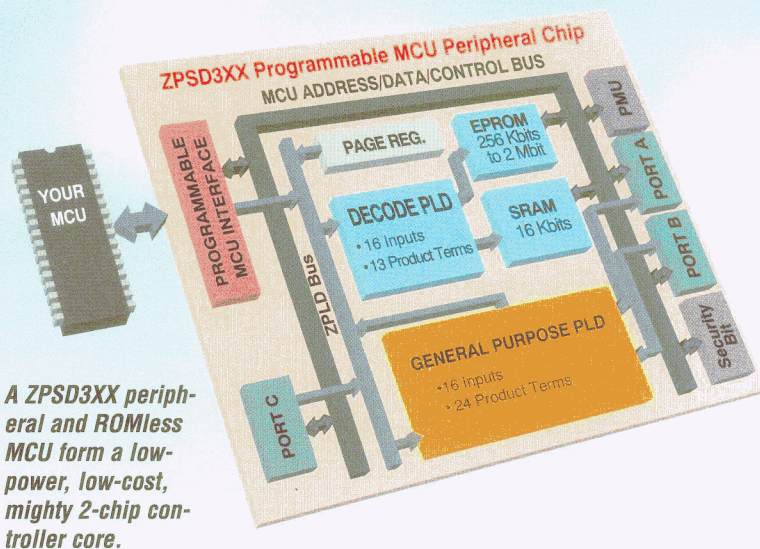 ZPSD3XX Programmable MCU Peripheral Chip
MCU ADDRESS/DATA/CONTROL BUS
YOUR
MCU
PROGRAMMABLE
MCU INTERFACE
PAGE REG.
EPROM
256 Kbits
to 2 Mbit
PMU
PORT A
DECODE PLD
• 16 Inputs
• 13 Product Terms
SRAM
16 Kbits
PORT B
ZPLD Bus
GENERAL PURPOSE PLD
•16 Inputs
• 24 Product Terms
Security
Bit
PORT C
A ZPSD3XX periph-
eral and ROMless
MCU form a low-
power, low-cost,
mighty 2-chip con-
troller core.